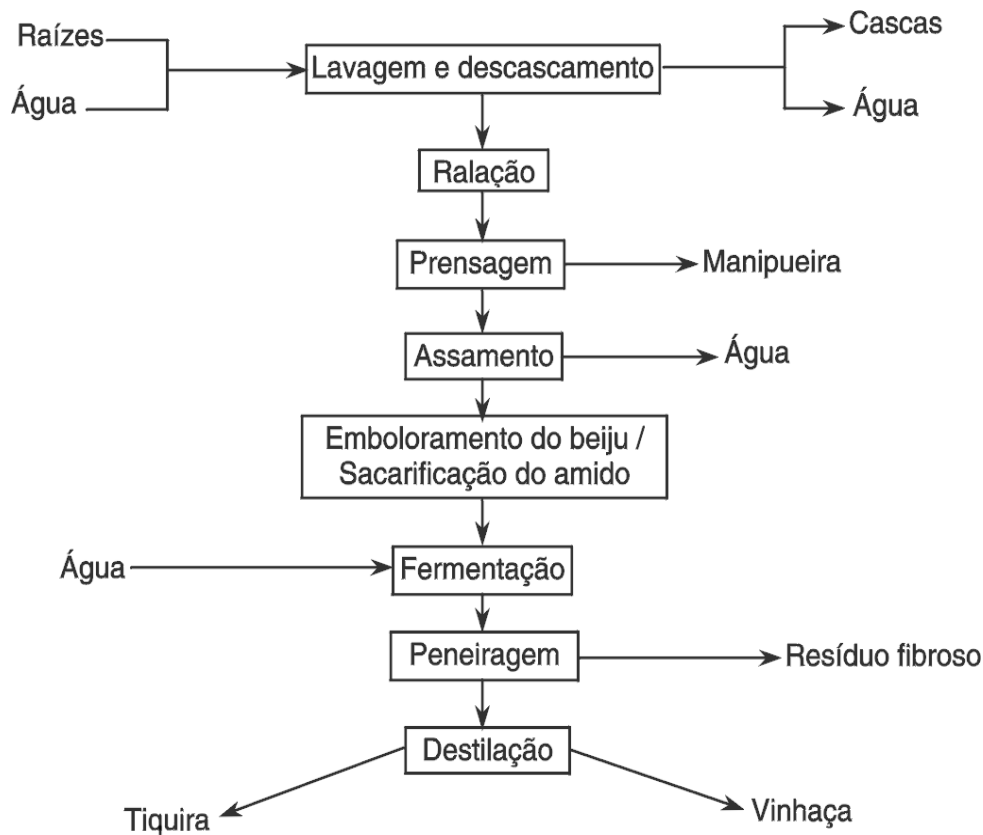 Raízes
Cascas
Lavagem e descascamento
Água
Água
Ralação
Prensagem
Manipueira
Assamento
Água
Emboloramento do beiju /
Sacarificação do amido
Água
Fermentação
Peneiragem
Resíduo fibroso
Destilação
Tiquira
Vinhaça